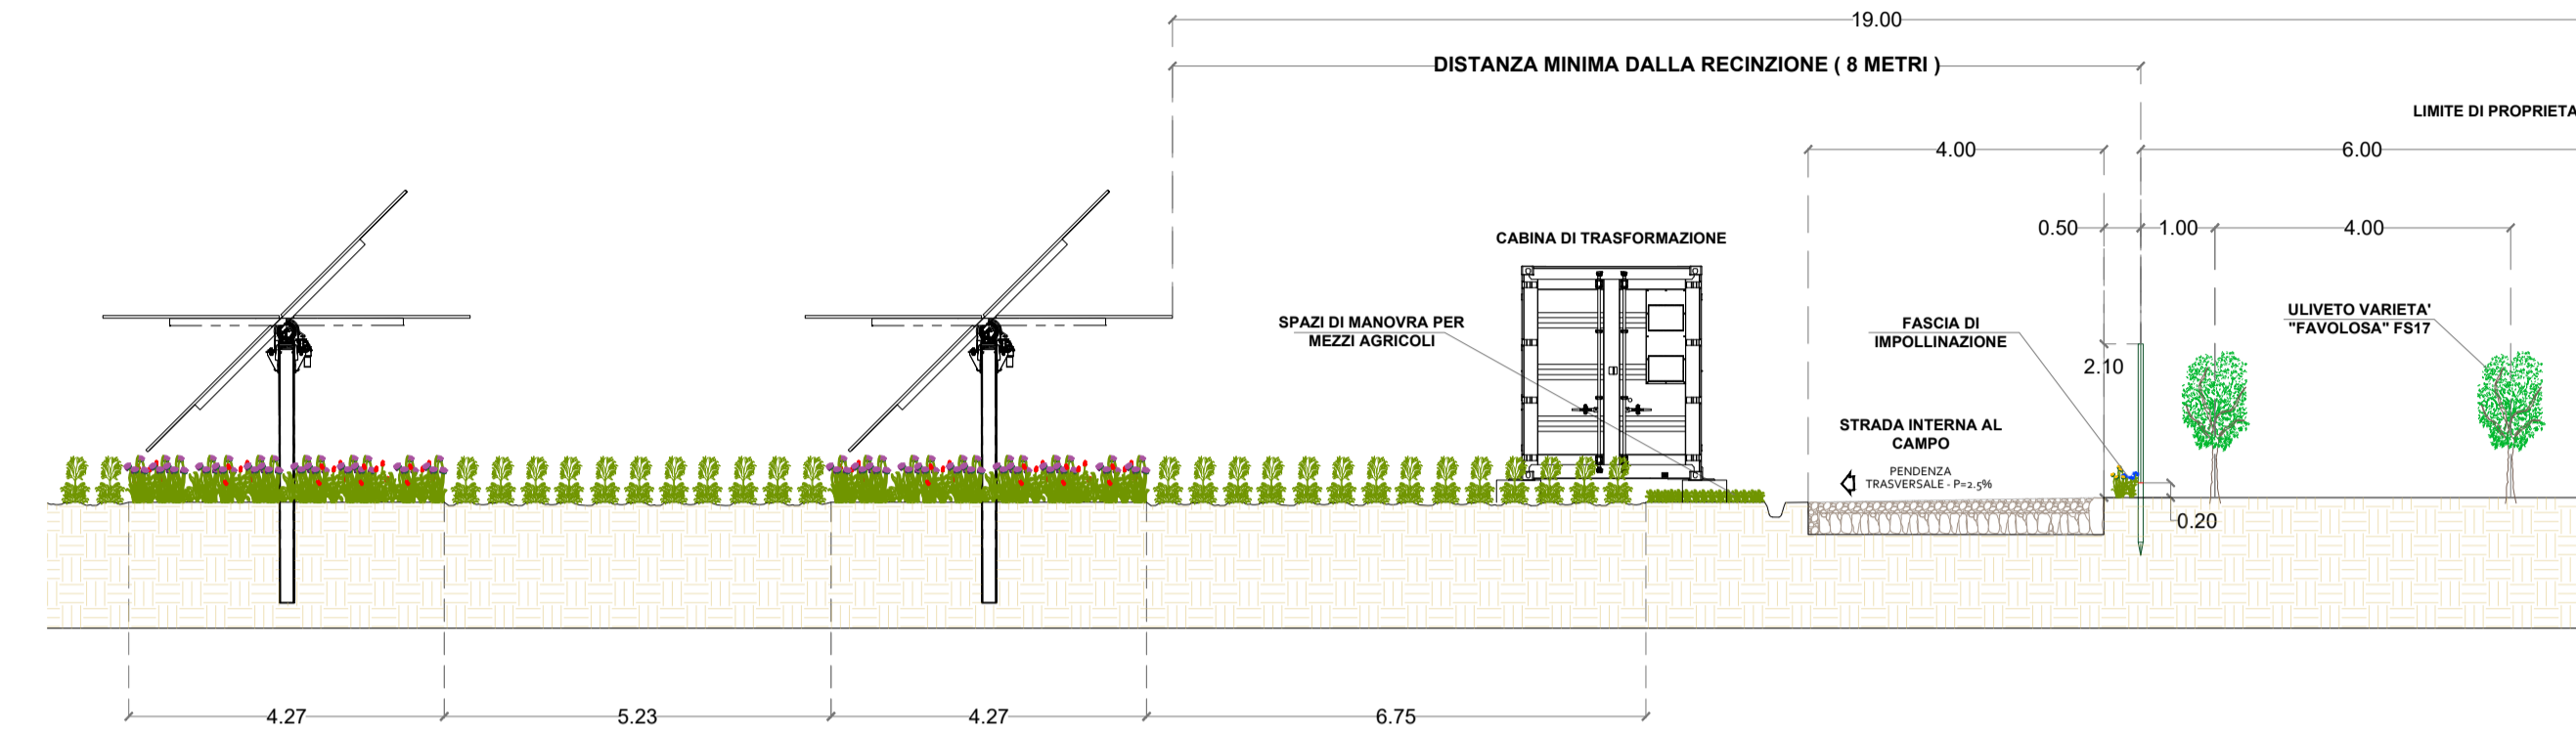 19.00
DISTANZA MINIMA DALLA RECINZIONE ( 8 METRI )
LIMITE DI PROPRIETA
4.00
6.00
0.50
1.00
4.00
CABINA DI TRASFORMAZIONE
SPAZI DI MANOVRA PER
MEZZI AGRICOLI
FASCIA DI
IMPOLLINAZIONE
ULIVETO VARIETA'
"FAVOLOSA" FS17
2.10
STRADA INTERNA AL
CAMPO
PENDENZA
TRASVERSALE - P=2.5%
0.20
4.27
5.23
4.27
6.75